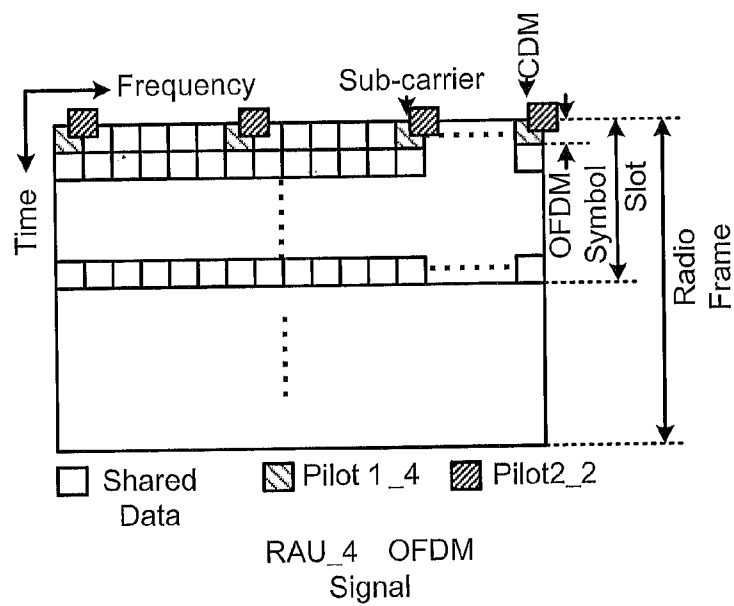 Frequency
Sub-carrier
CDM
Time
OFDM
Symbol
Slot
Radio
Frame
Shared
Data
Pilot 1_4
Pilot2_2
RAU_4 OFDM
Signal